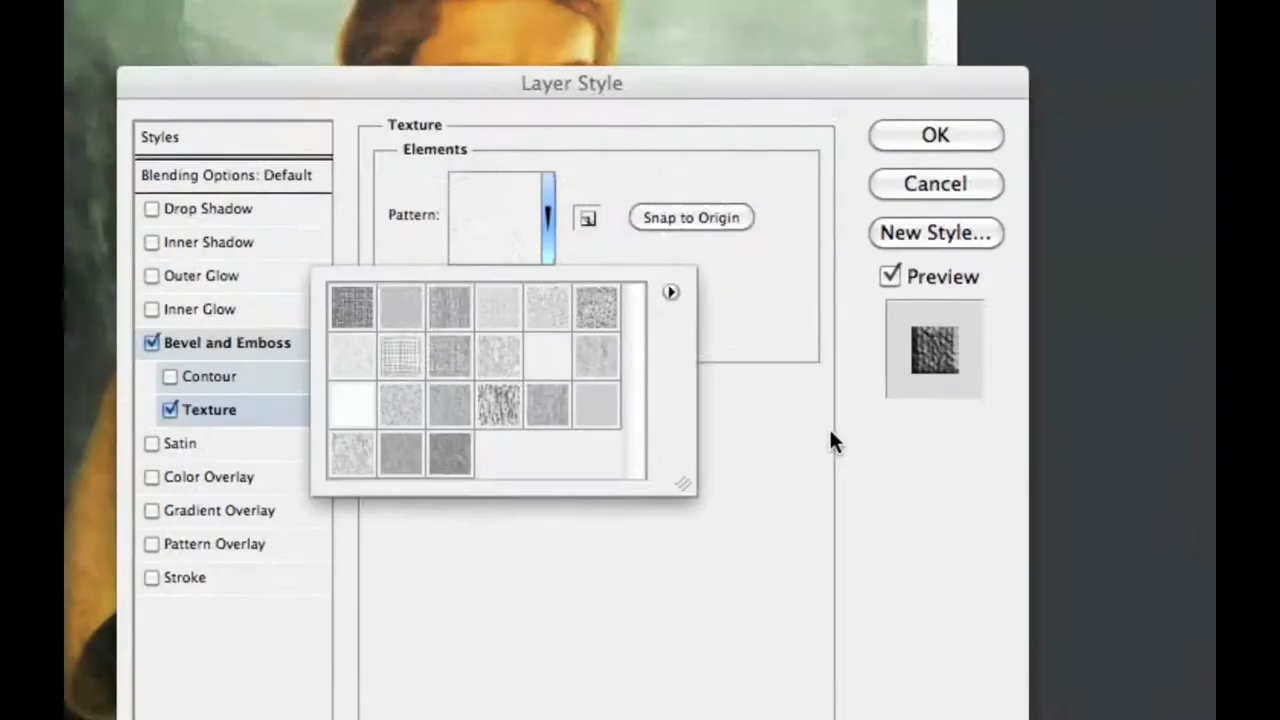 Layer Style
Styles
Blending Options: Default
Drop Shadow
Inner Shadow
Outer Glow
Inner Glow
Bevel and Emboss
Contour
Texture
Satin
Color Overlay
Gradient Overlay
Pattern Overlay
Stroke
Texture
Elements
Pattern:
Snap to Origin
OK
Cancel
New Style...
Preview